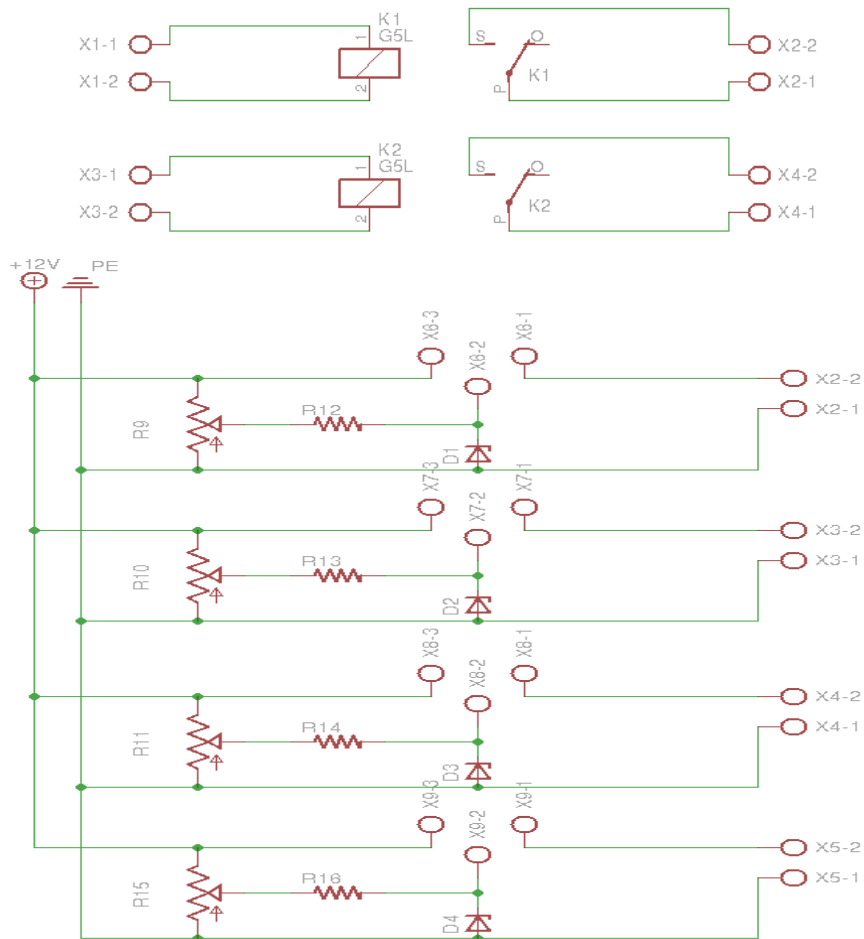 K1
G5L
X1-1
X1-2
1
2
S
O
P
K1
X2-2
X2-1
K2
G5L
X3-1
X3-2
1
2
S
O
P
K2
X4-2
X4-1
+12V
PE
X6-3
X6-2
X6-1
X2-2
X2-1
R9
R12
D1
X7-3
X7-2
X7-1
X3-2
X3-1
R10
R13
D2
X8-3
X8-2
X8-1
X4-2
X4-1
R11
R14
D3
X9-3
X9-2
X9-1
X5-2
X5-1
R15
R16
D4